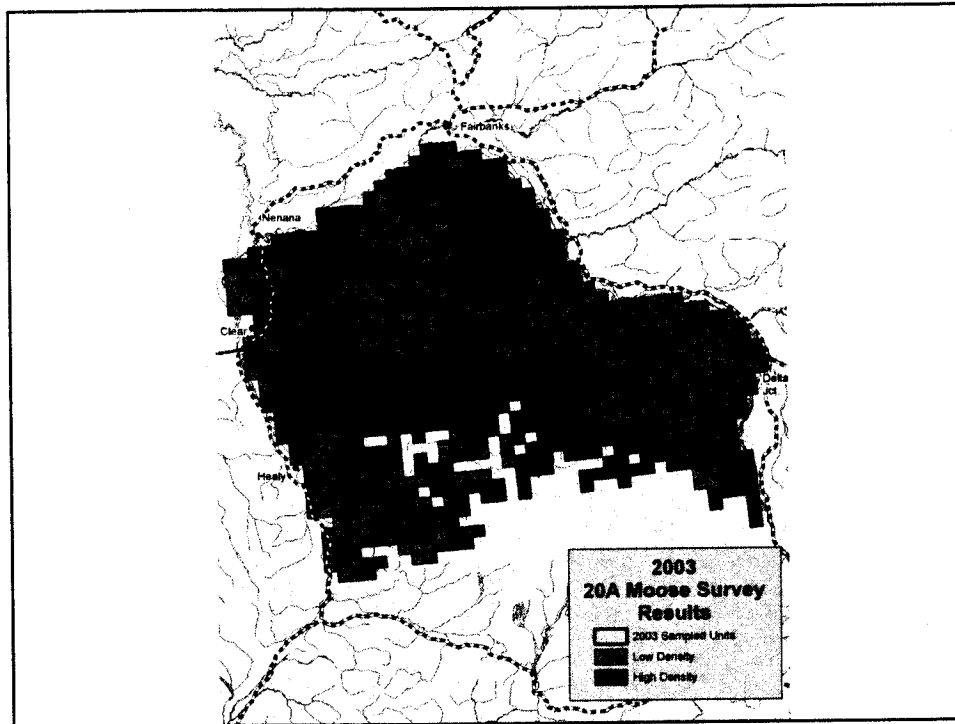 Fairbanks
Nenana
Clear
Delta
Jct
Healy
2003
20A Moose Survey
Results
2003 Sampled Units
Low Density
High Density